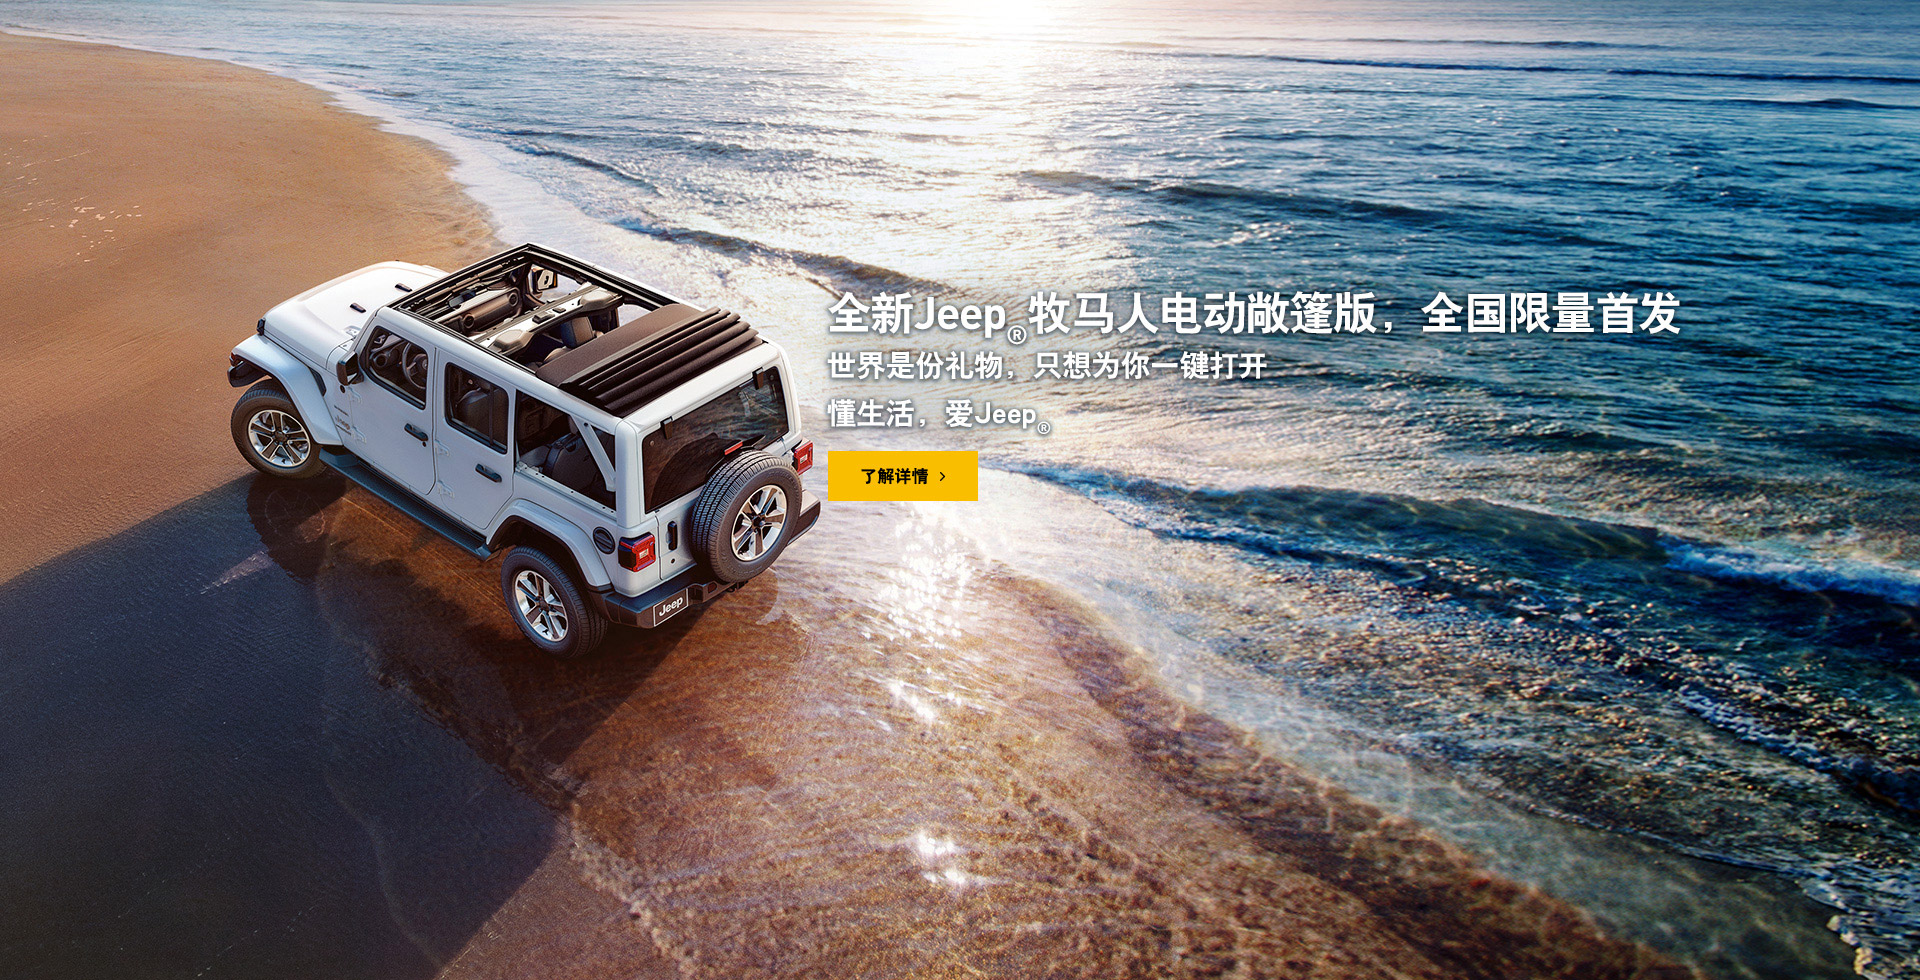 全新Jeep®牧马人电动敞篷版，全国限量首发
世界是份礼物，只想为你一键打开
懂生活，爱Jeep®
了解详情 >
Jeep